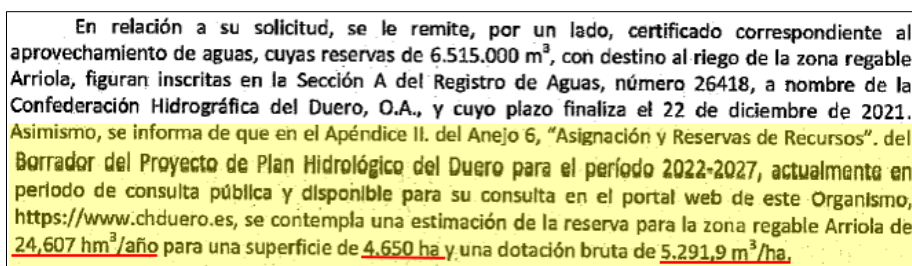 En relación a su solicitud, se le remite, por un lado, certificado correspondiente al
aprovechamiento de aguas, cuyas reservas de 6.515.000 m³, con destino al riego de la zona regable
Arriola, figuran inscritas en la Sección A del Registro de Aguas, número 26418, a nombre de la
Confederación Hidrográfica del Duero, O.A., y cuyo plazo finaliza el 22 de diciembre de 2021.
Asimismo, se informa de que en el Apéndice II. del Anejo 6, "Asignación y Reservas de Recursos". del
Borrador del Proyecto de Plan Hidrológico del Duero para el período 2022-2027, actualmente en
periodo de consulta pública y disponible para su consulta en el portal web de este Organismo,
https://www.chduero.es, se contempla una estimación de la reserva para la zona regable Arriola de
24,607 hm³/año para una superficie de 4.650 ha y una dotación bruta de 5.291,9 m³/ha.